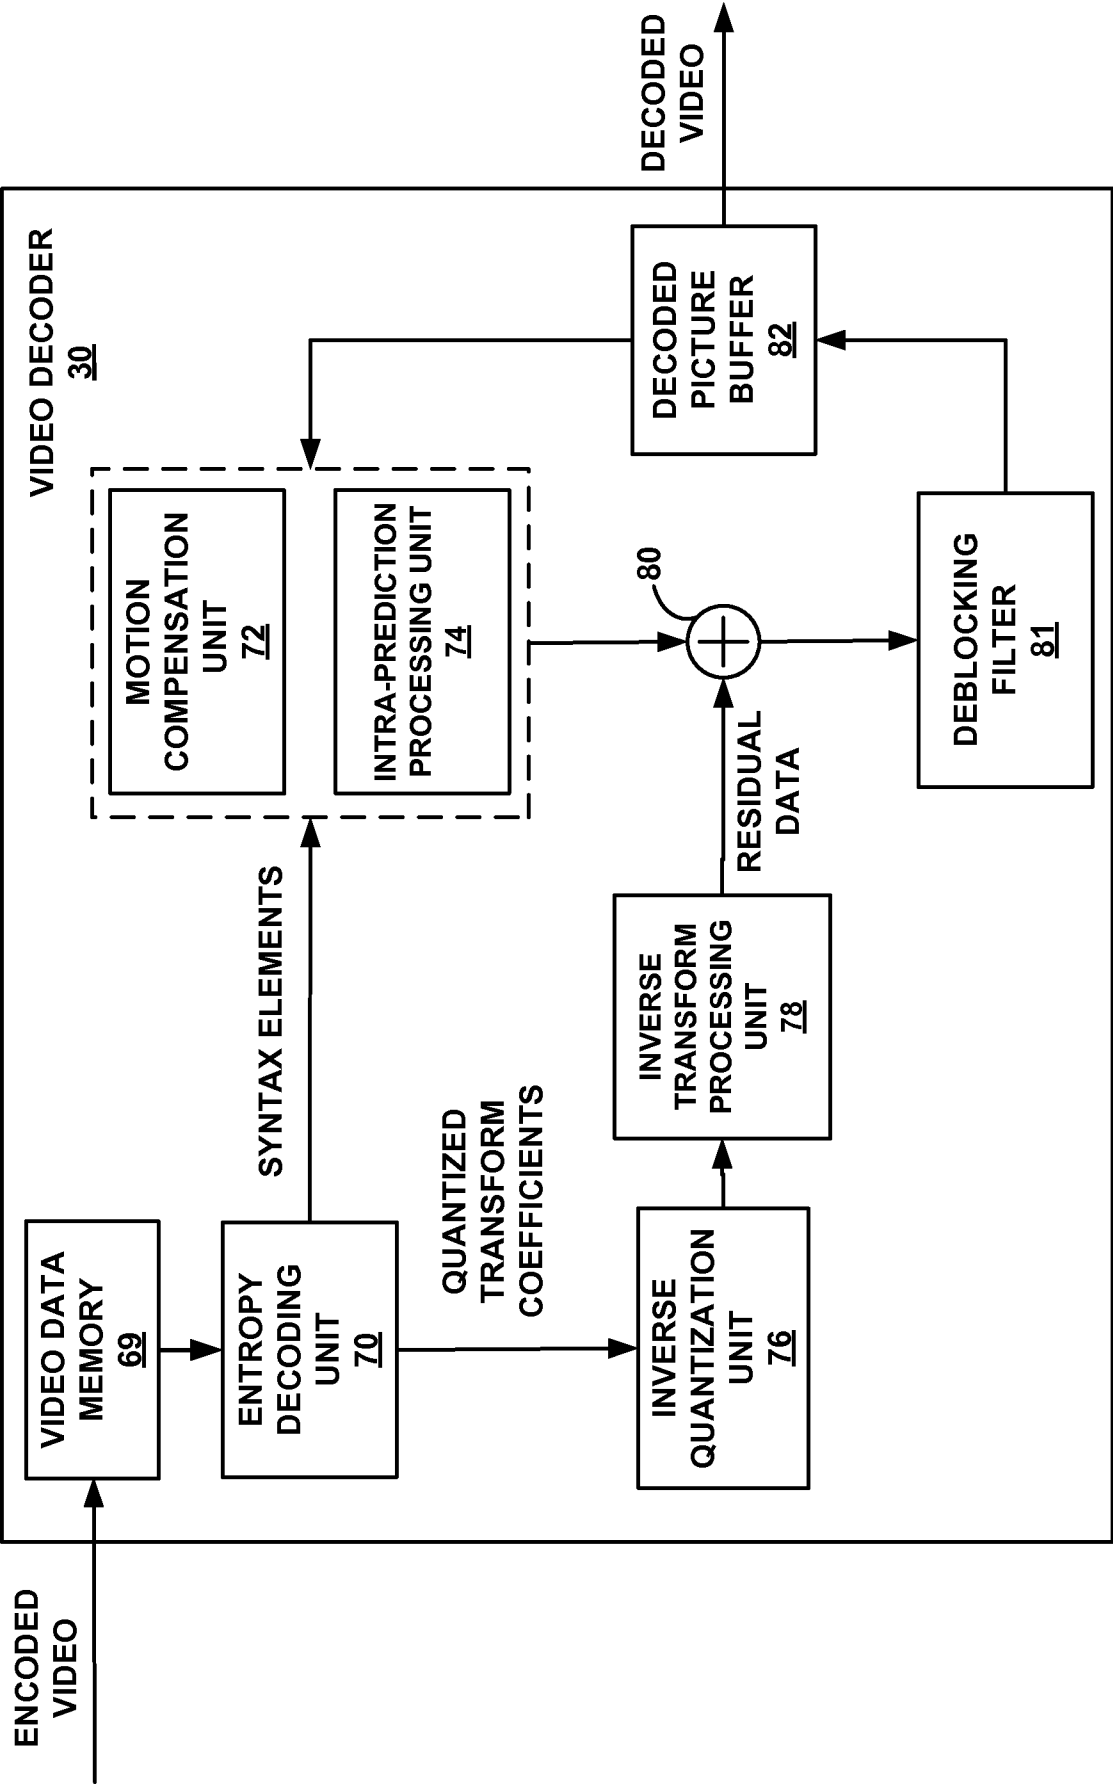 VIDEO DECODER
30
ENCODED
VIDEO
VIDEO DATA
MEMORY
69
ENTROPY
DECODING
UNIT
70
SYNTAX ELEMENTS
MOTION
COMPENSATION
UNIT
72
INTRA-PREDICTION
PROCESSING UNIT
74
QUANTIZED
TRANSFORM
COEFFICIENTS
INVERSE
QUANTIZATION
UNIT
76
INVERSE
TRANSFORM
PROCESSING
UNIT
78
RESIDUAL
DATA
80
DEBLOCKING
FILTER
81
DECODED
PICTURE
BUFFER
82
DECODED
VIDEO